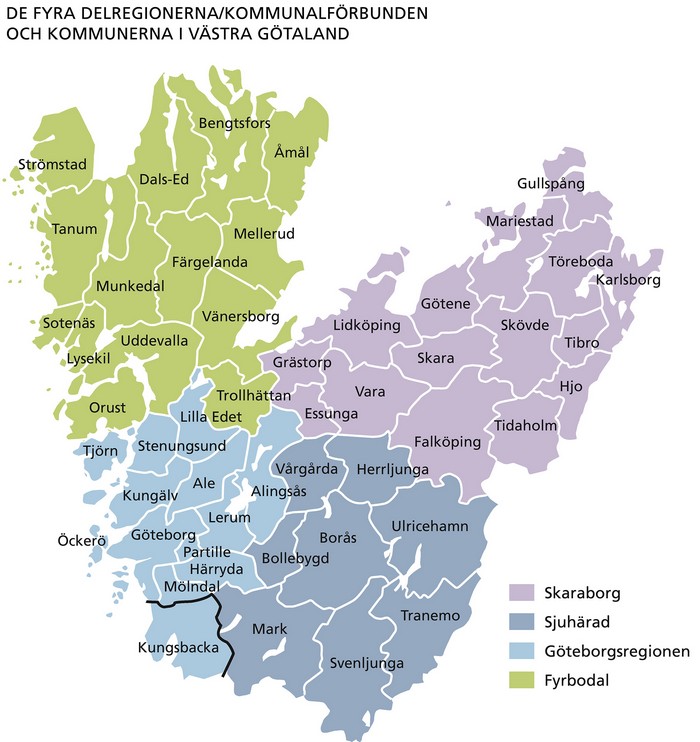 DE FYRA DELREGIONERNA/KOMMUNALFÖRBUNDEN
OCH KOMMUNERNA I VÄSTRA GÖTALAND
Bengtsfors
Åmål
Strömstad
Dals-Ed
Gullspång
Mariestad
Tanum
Mellerud
Färgelanda
Töreboda
Karlsborg
Munkedal
Götene
Vänersborg
Sotenäs
Lidköping
Skövde
Uddevalla
Tibro
Lysekil
Grästorp
Skara
Hjo
Trollhättan
Vara
Orust
Lilla Edet
Essunga
Tidaholm
Falköping
Stenungsund
Tjörn
Vårgårda
Herrljunga
Ale
Alingsås
Kungälv
Lerum
Ulricehamn
Öckerö
Göteborg
Borås
Partille
Bollebygd
Härryda
Mölndal
Tranemo
Mark
Kungsbacka
Svenljunga
Skaraborg
Sjuhärad
Göteborgsregionen
Fyrbodal